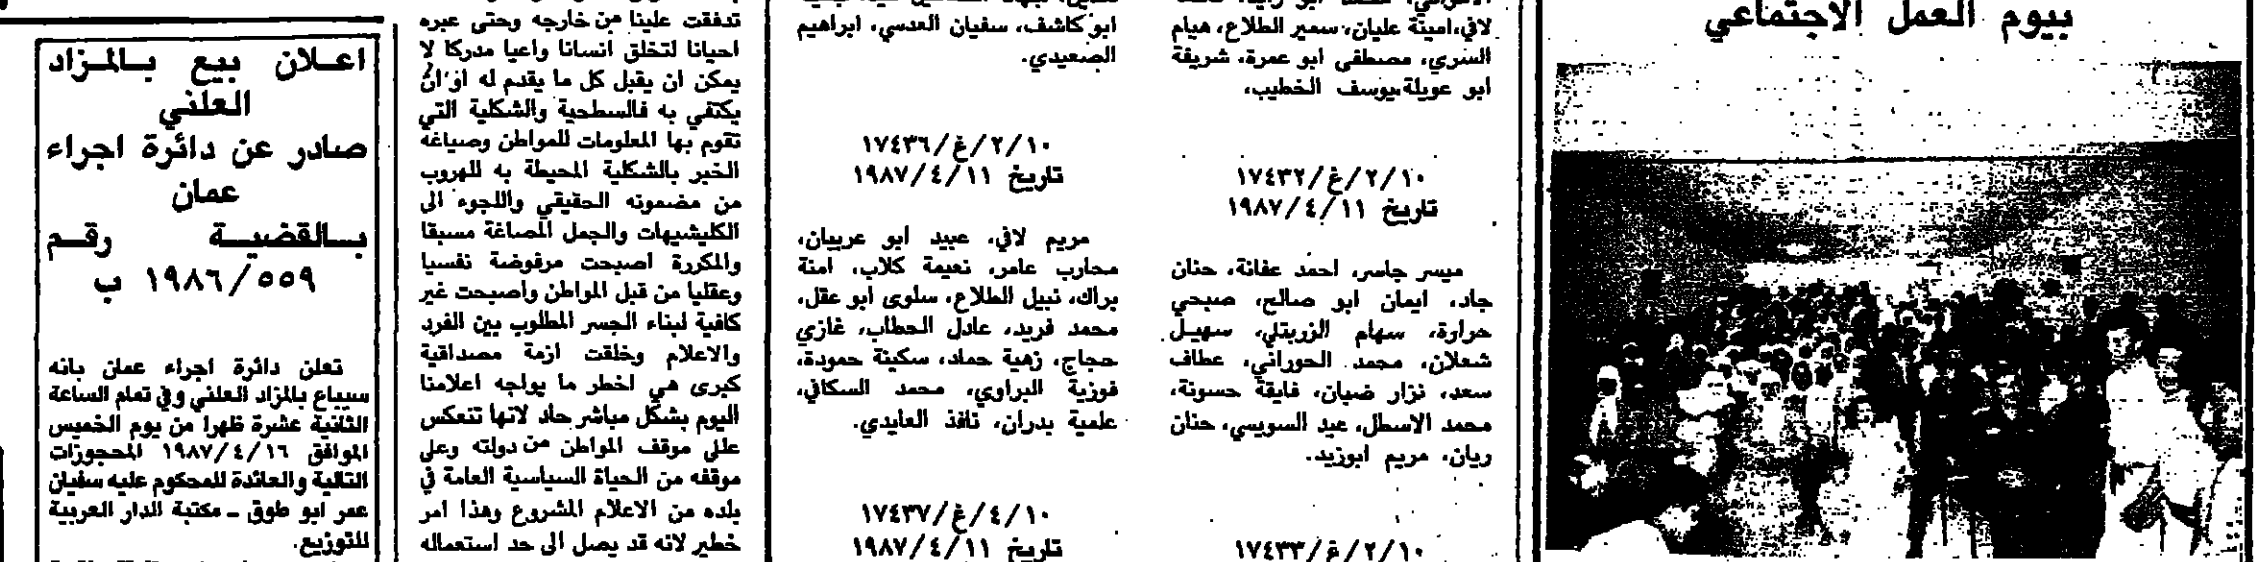 بيوم العمل الاجتماعي
لافي، امينة عليان، سمير الطلاع، هيام
السري، مصطفى ابو عمرة، شريفة
ابو عويلة، يوسف الخطيب،
١٧٤٣٢/غ/٢/١٠
تاريخ ١٩٨٧/٤/١١
ميسر جاسر، احمد عفانة، حنان
جاد، ايمان ابو صالح، صبحي
حراوة، سهام الزريتلي، سهيل
شعلان، محمد الحوراني، عطاف
سعد، نزار ضبان، فايقة حسونة،
محمد الاسطل، عيد السويسي، حنان
ريان، مريم ابوزيد.
١٧٤٣٣/غ/٢/١٠
ابو كاشف، سفيان العدسي، ابراهيم
الصعيدي.
١٧٤٣٦/غ/٢/١٠
تاريخ ١٩٨٧/٤/١١
مريم لافي، عبيد ابو عريبان،
محارب عامر، نعيمة كلاب، امنة
براك، نبيل الطلاع، سلوى ابو عقل،
محمد فريد، عادل الحطاب، غازي
حجاج، زهية حماد، سكينة حمودة،
فوزية البراوي، محمد السكافي،
علمية بدران، نافذ العايدي.
١٧٤٣٧/غ/٤/١٠
تاريخ ١٩٨٧/٤/١١
تدفقت علينا من خارجه وحتى عبره
احيانا لتخلق انسانا واعيا مدركا لا
يمكن ان يقبل كل ما يقدم له او ان
يكتفي به فالسطحية والشكلية التي
تقوم بها المعلومات للمواطن وصياغة
الخبر بالشكلية المحيطة به للهروب
من مضمونه الحقيقي واللجوء الى
الكليشيهات والجمل المصاغة مسبقا
والمكررة اصبحت مرفوضة نفسيا
وعقليا من قبل المواطن واصبحت غير
كافية لبناء الجسر المطلوب بين الفرد
والاعلام وخلقت ازمة مصداقية
كبرى هي اخطر ما يواجه اعلامنا
اليوم بشكل مباشر حاد لانها تنعكس
على موقف المواطن من دولته وعلى
موقفه من الحياة السياسية العامة في
بلده من الاعلام المشروع وهذا امر
خطير لانه قد يصل الى حد استعماله
اعلان بيع بالمزاد
العلني
صادر عن دائرة اجراء
عمان
بالقضية رقم
١٩٨٦/٥٥٩ ب
تعلن دائرة اجراء عمان بانه
سيباع بالمزاد العلني وفي تمام الساعة
الثانية عشرة ظهرا من يوم الخميس
الموافق ١٩٨٧/٤/١٦ المحجوزات
التالية والعائدة للمحكوم عليه سفيان
عمر ابو طوق ـ مكتبة الدار العربية
للتوزيع.